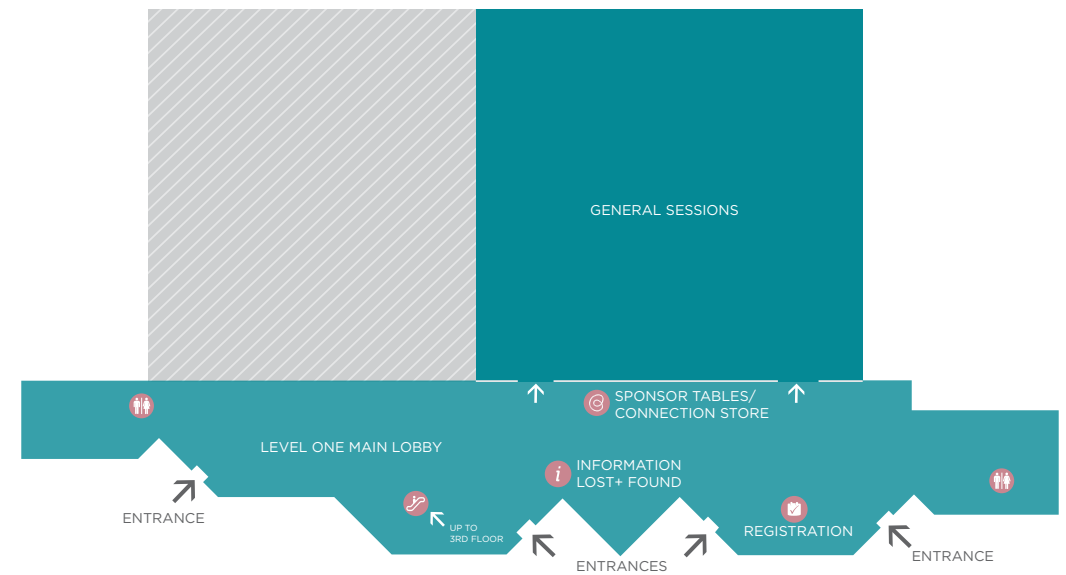 GENERAL SESSIONS
SPONSOR TABLES/
CONNECTION STORE
LEVEL ONE MAIN LOBBY
i INFORMATION
LOST+ FOUND
UP TO
3RD FLOOR
REGISTRATION
ENTRANCE
ENTRANCES
ENTRANCE